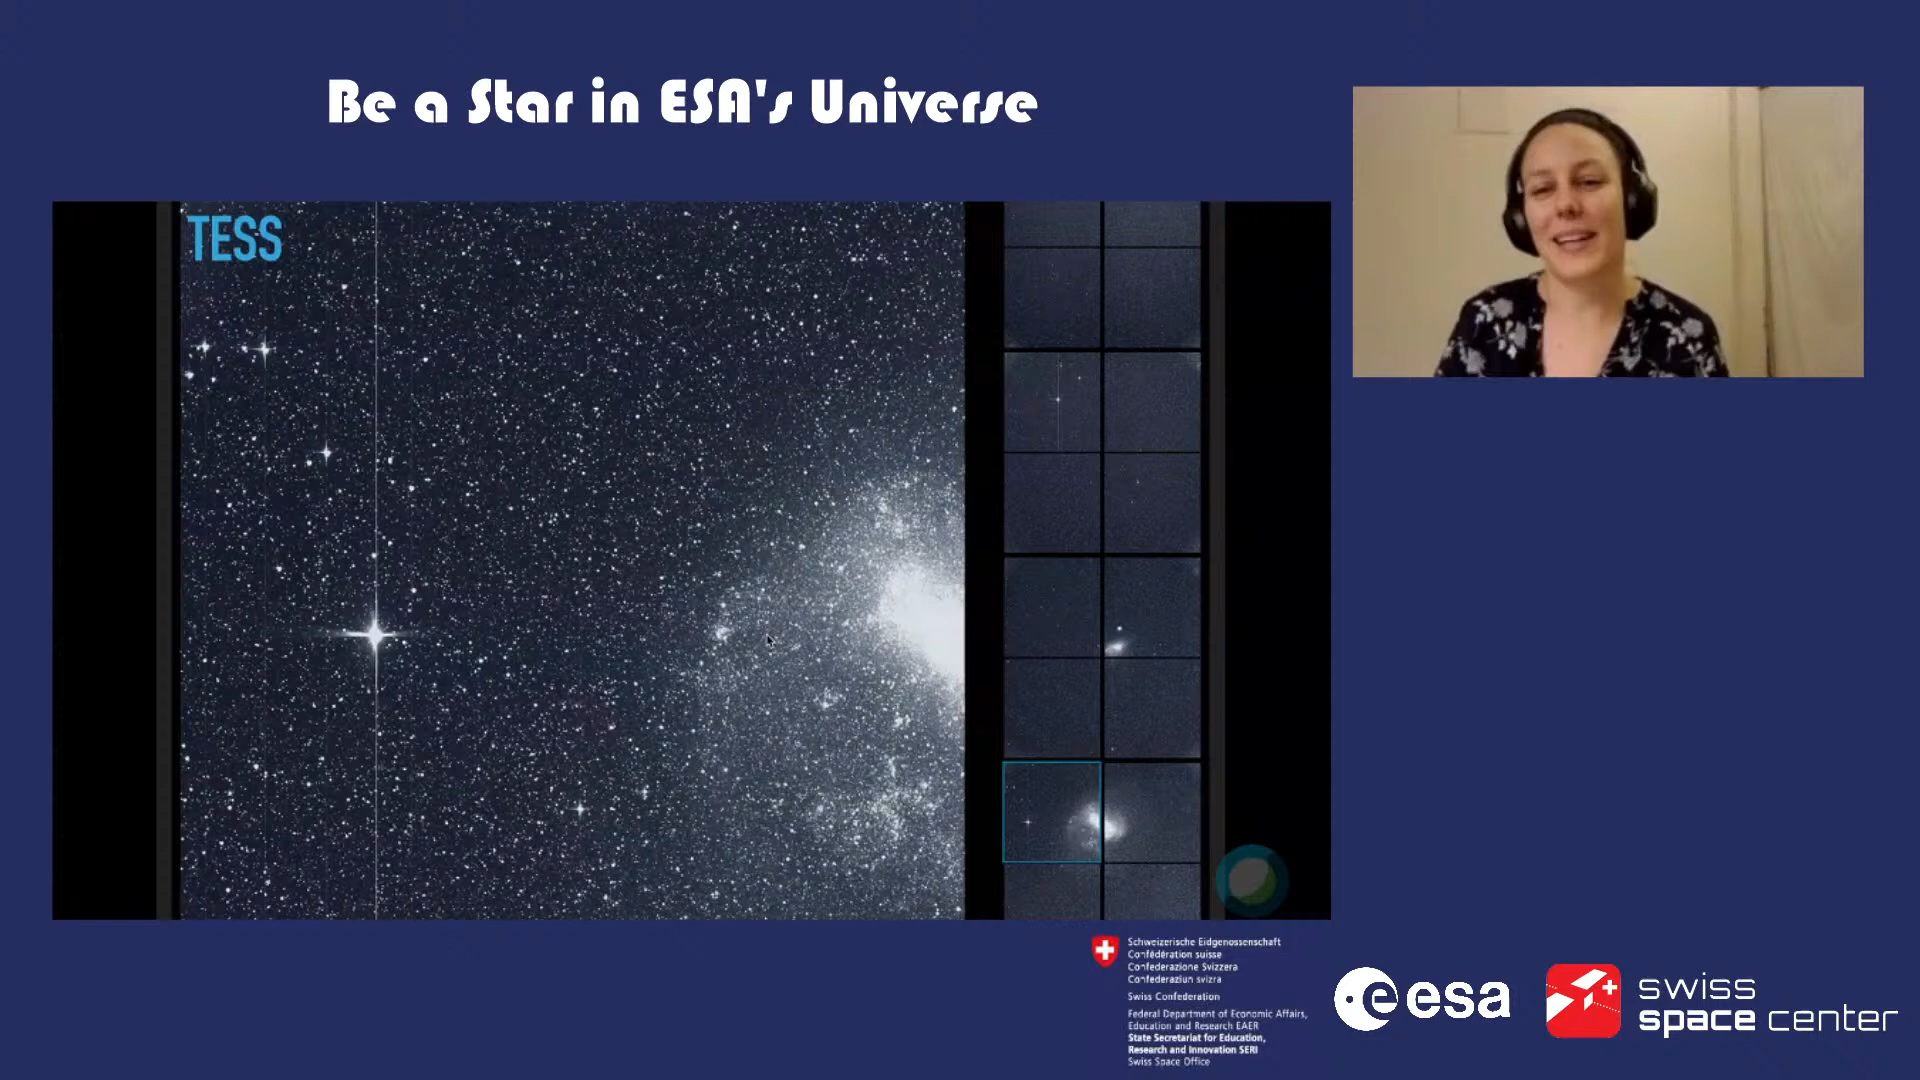 Be a Star in ESA's Universe
TESS
Schweizerische Eidgenossenschaft
Confédération suisse
Confederazione Svizzera
Confederaziun svizra
Swiss Confederation
Federal Department of Economic Affairs,
Education and Research EAER
State Secretariat for Education,
Research and Innovation SERI
Swiss Space Office
esa
swiss
space center